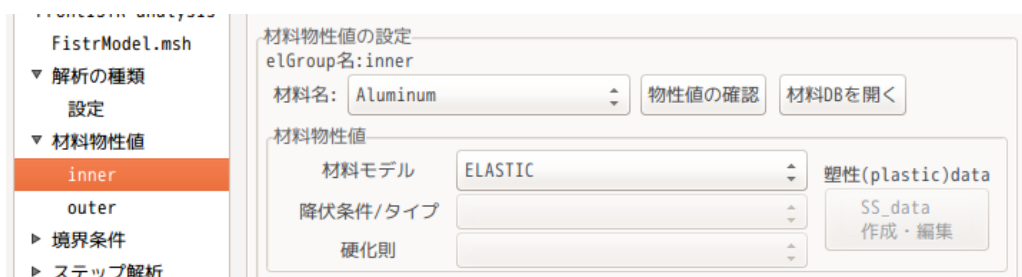 FrontISTR analysis
FistrModel.msh
▼ 解析の種類
設定
▼ 材料物性値
inner
outer
▶ 境界条件
▶ ステップ解析
材料物性値の設定
elGroup名:inner
材料名: Aluminum 物性値の確認 材料DBを開く
材料物性値
材料モデル ELASTIC
降伏条件/タイプ
硬化則
塑性(plastic)data
SS_data
作成・編集